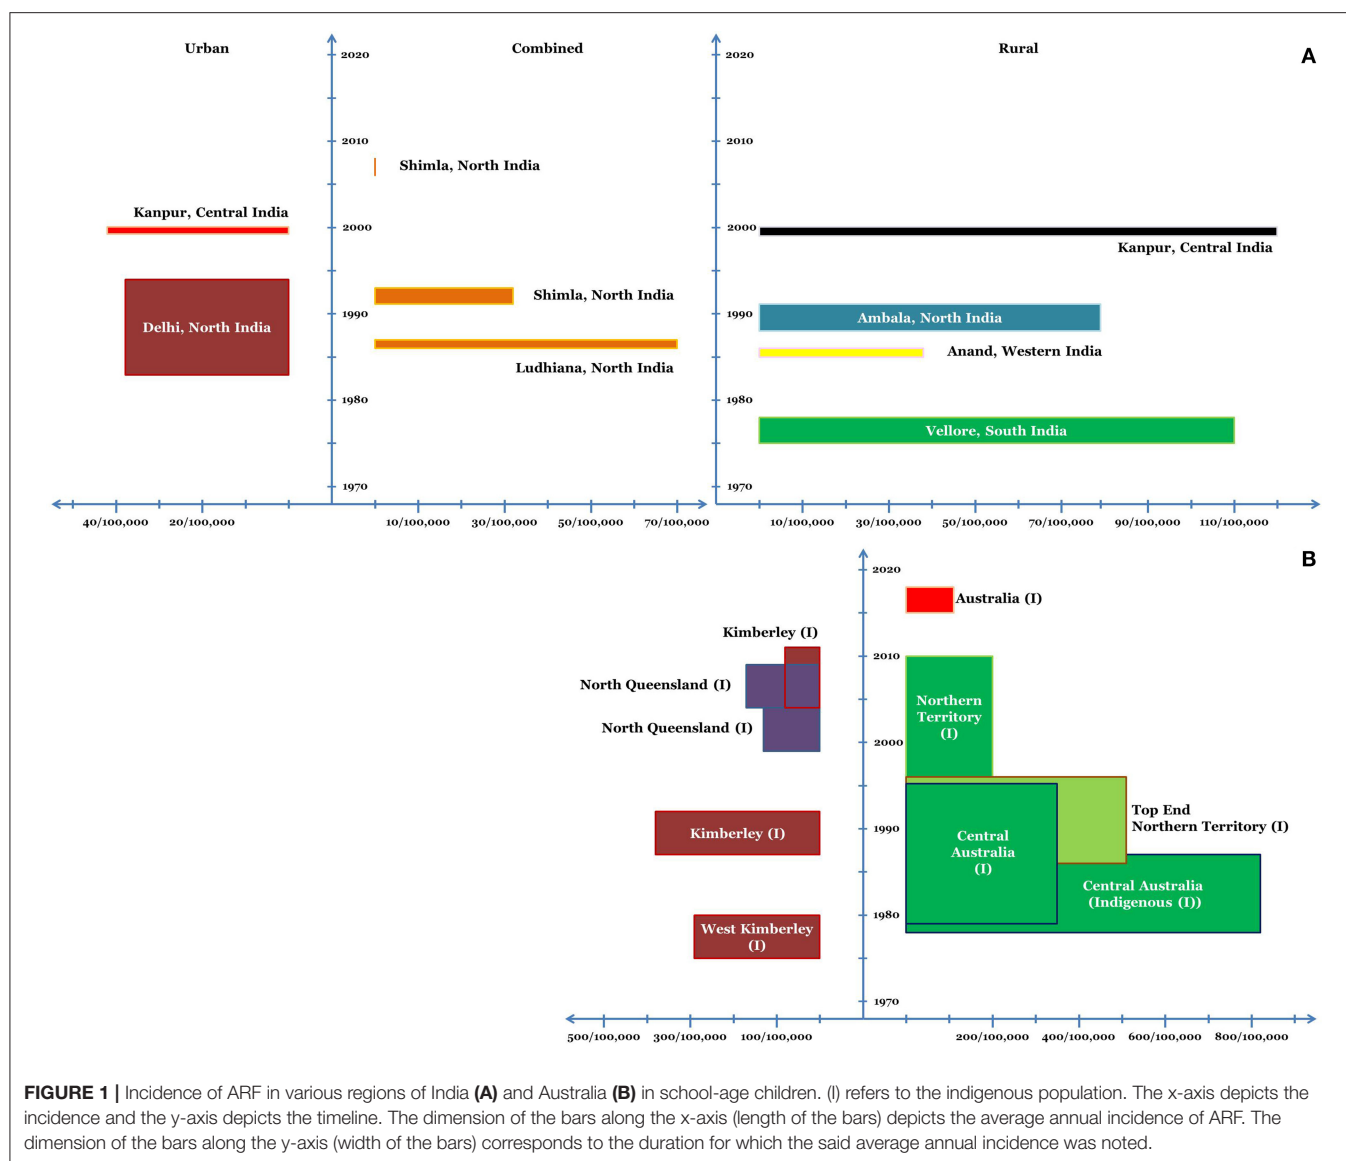 Urban
Combined
Rural
A
2020
2010
2000
1990
1980
1970
2020
2010
2000
1990
1980
1970
Shimla, North India
Kanpur, Central India
Kanpur, Central India
Shimla, North India
Delhi, North India
Ambala, North India
Anand, Western India
Ludhiana, North India
Vellore, South India
40/100,000 20/100,000
10/100,000 30/100,000 50/100,000 70/100,000
10/100,000 30/100,000 50/100,000 70/100,000 90/100,000 110/100,000
B
2020
2010
2000
1990
1980
1970
Australia (I)
Kimberley (I)
North Queensland (I)
North Queensland (I)
Northern
Territory
(I)
Top End
Northern Territory (I)
Kimberley (I)
Central
Australia
(I)
Central Australia
(Indigenous (I))
West Kimberley
(I)
500/100,000 300/100,000 100/100,000
200/100,000 400/100,000 600/100,000 800/100,000
FIGURE 1 | Incidence of ARF in various regions of India (A) and Australia (B) in school-age children. (I) refers to the indigenous population. The x-axis depicts the
incidence and the y-axis depicts the timeline. The dimension of the bars along the x-axis (length of the bars) depicts the average annual incidence of ARF. The
dimension of the bars along the y-axis (width of the bars) corresponds to the duration for which the said average annual incidence was noted.